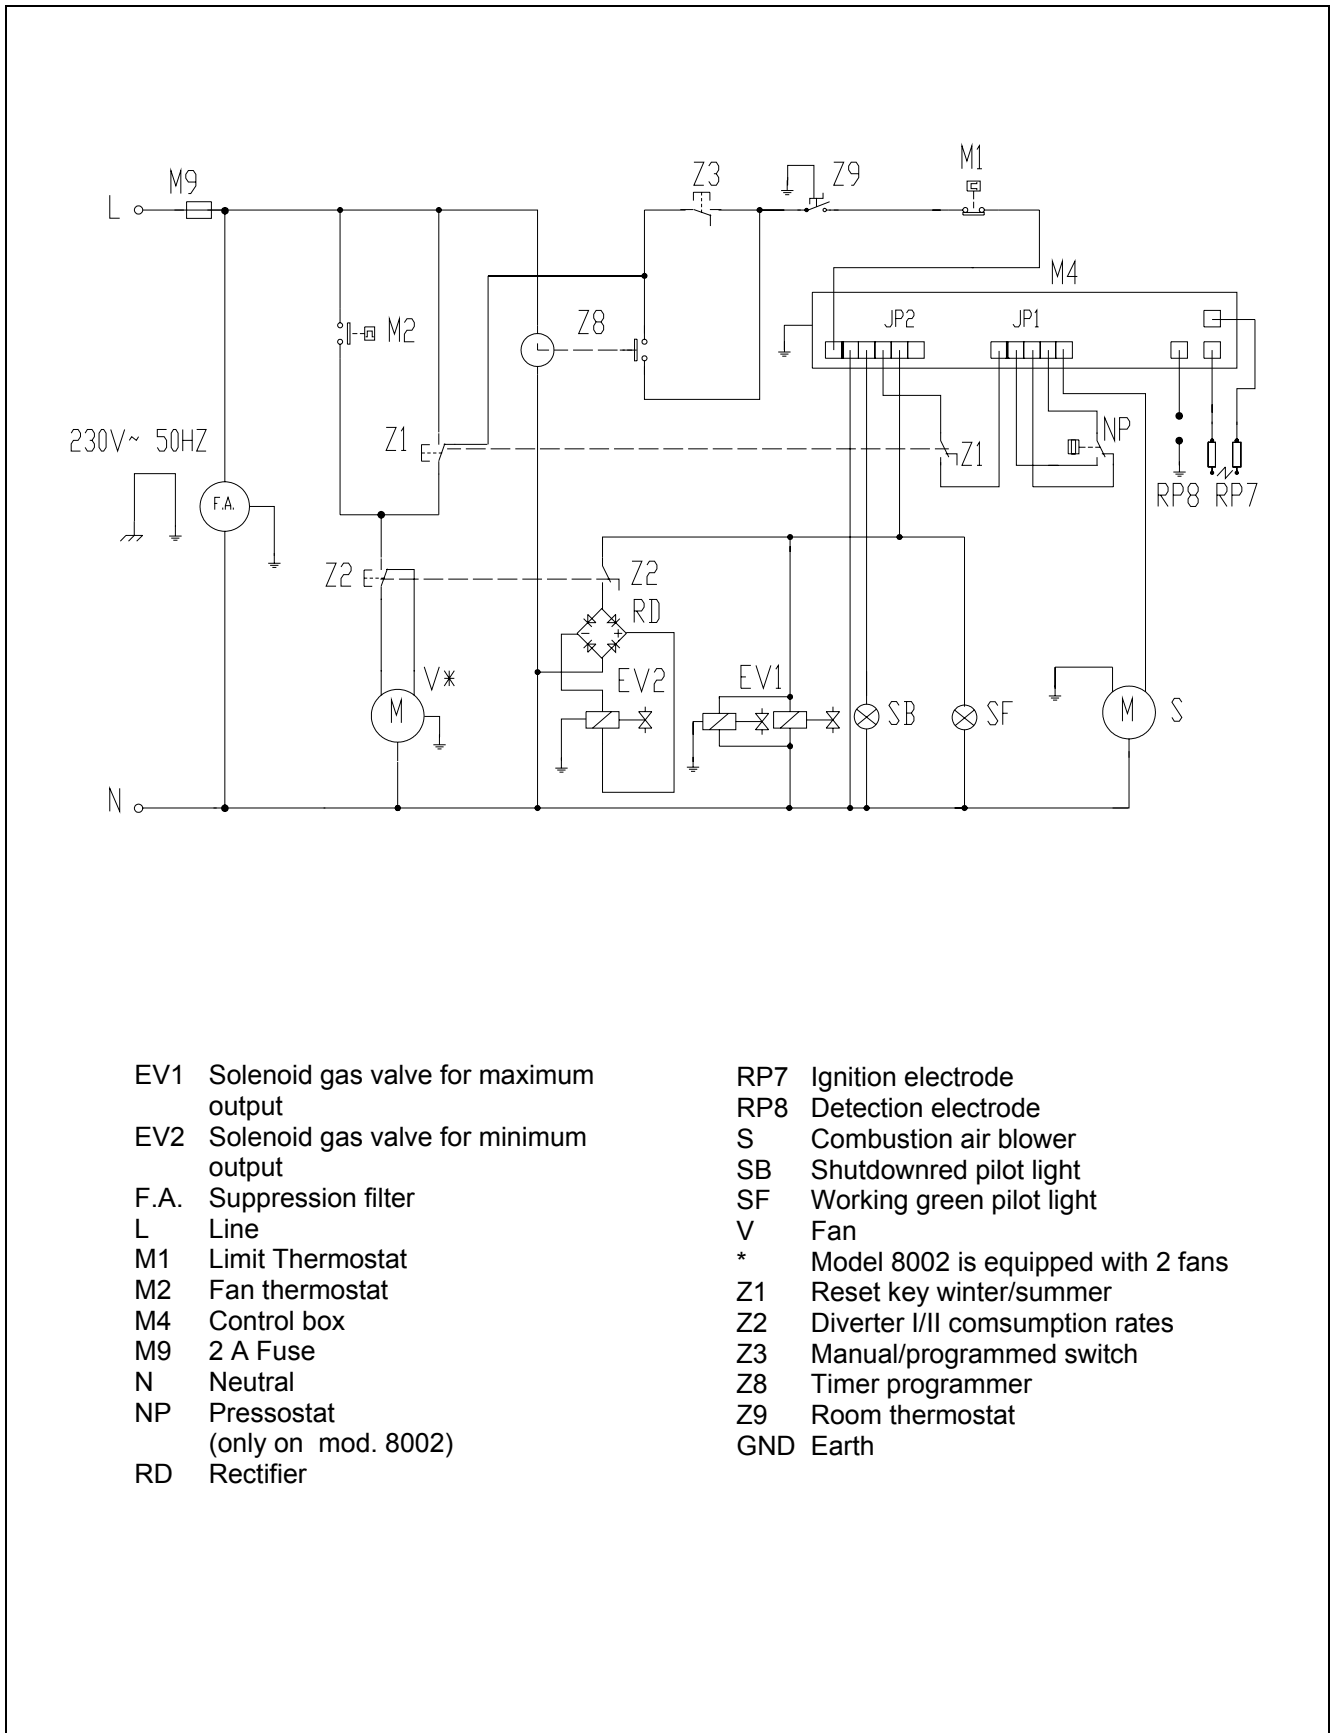 M1
M9
Z3
Z9
L
M4
JP2
JP1
M2
Z8
230V~ 50HZ
Z1
Z1
NP
F.A.
RP8 RP7
Z2
Z2
RD
V*
EV2
EV1
M
SB
SF
M
S
-
+
N
EV1 Solenoid gas valve for maximum
output
EV2 Solenoid gas valve for minimum
output
F.A. Suppression filter
L Line
M1 Limit Thermostat
M2 Fan thermostat
M4 Control box
M9 2 A Fuse
N Neutral
NP Pressostat
(only on mod. 8002)
RD Rectifier
RP7 Ignition electrode
RP8 Detection electrode
S Combustion air blower
SB Shutdownred pilot light
SF Working green pilot light
V Fan
* Model 8002 is equipped with 2 fans
Z1 Reset key winter/summer
Z2 Diverter I/II comsumption rates
Z3 Manual/programmed switch
Z8 Timer programmer
Z9 Room thermostat
GND Earth